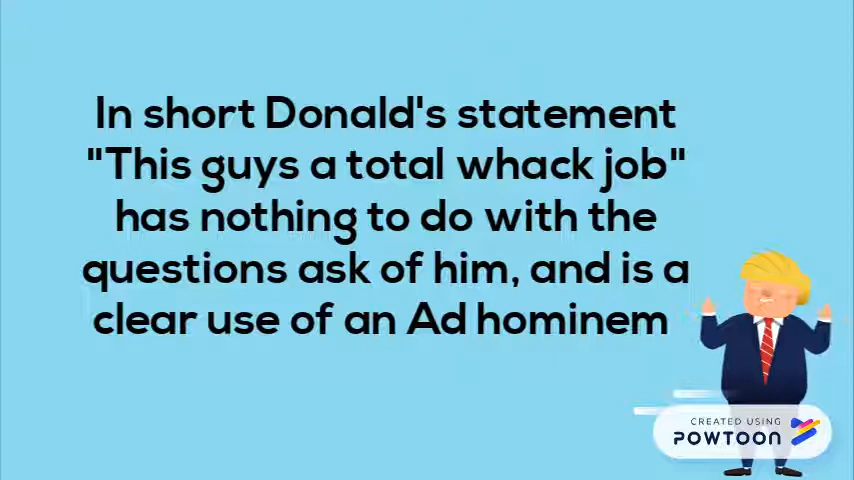 In short Donald's statement
"This guys a total whack job"
has nothing to do with the
questions ask of him, and is a
clear use of an Ad hominem
CREATED USING
POWTOON